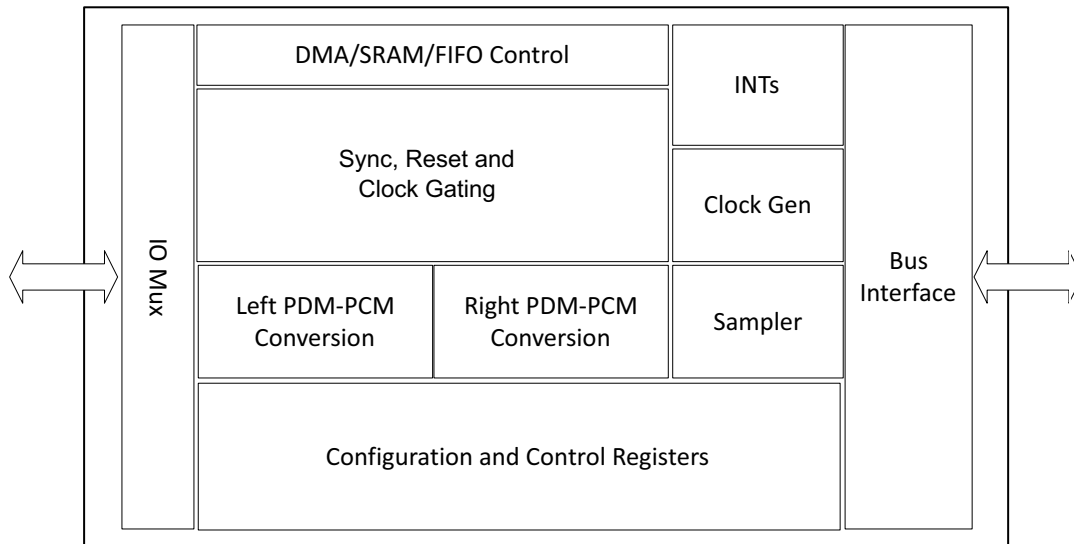 DMA/SRAM/FIFO Control
INTs
Sync, Reset and
Clock Gating
Clock Gen
IO Mux
Bus
Interface
Left PDM-PCM
Conversion
Right PDM-PCM
Conversion
Sampler
Configuration and Control Registers